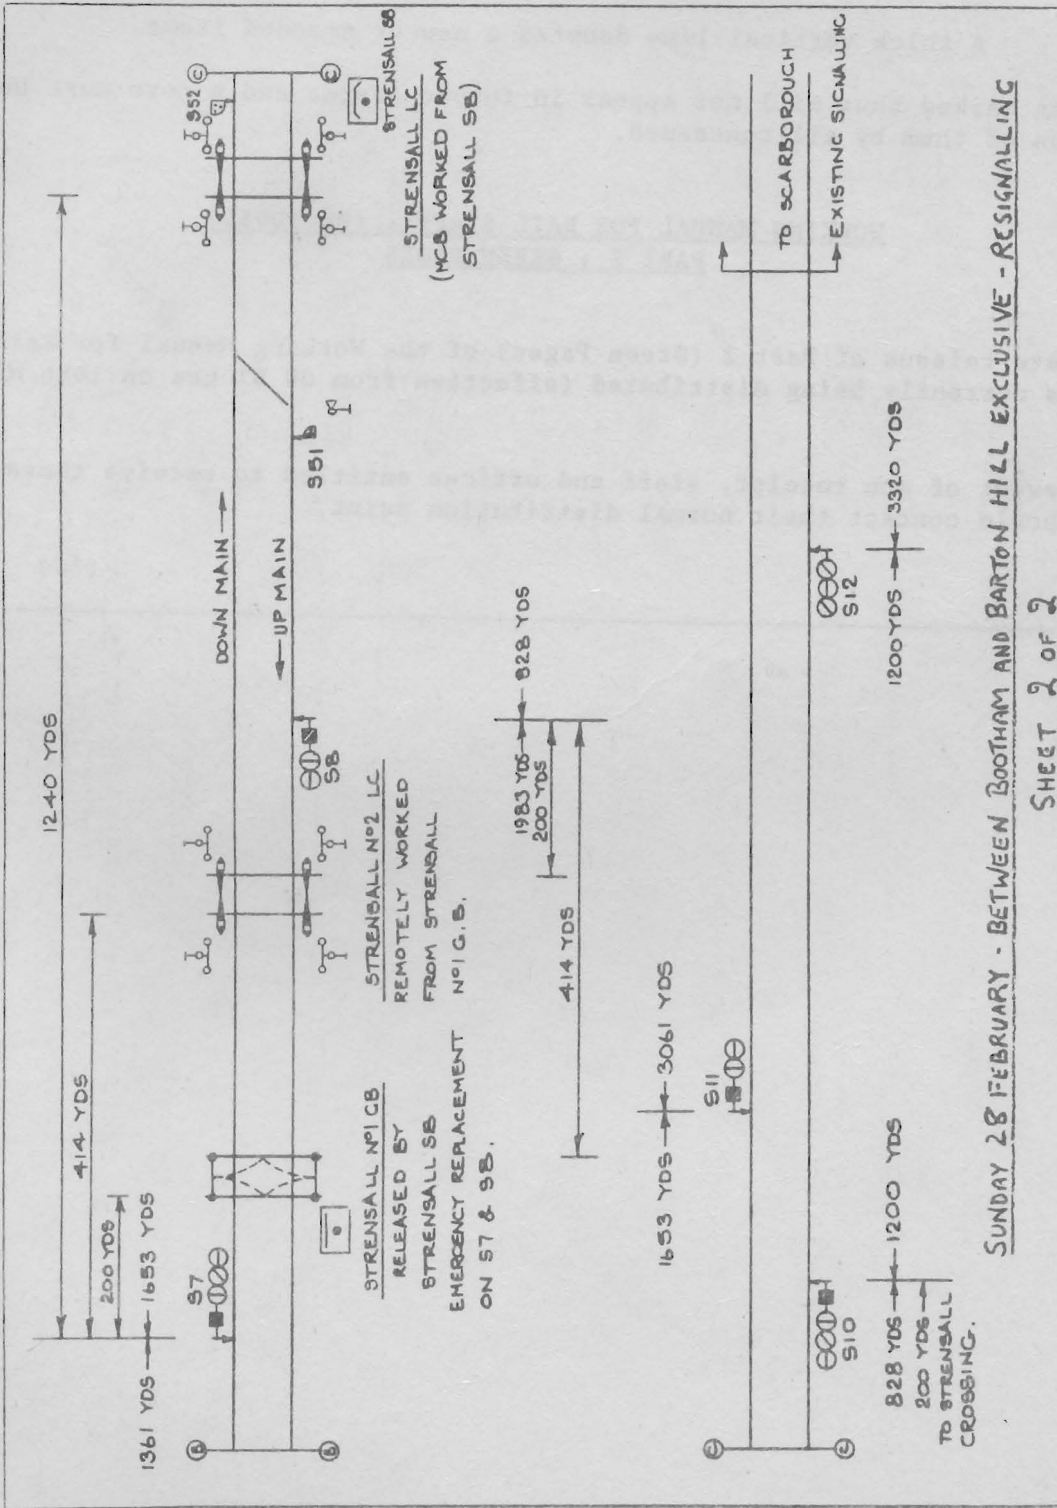 1240 YDS
414 YDS
200 YDS
1361 YDS
1653 YDS
S7
DOWN MAIN
UP MAIN
S8
S51
S52
STRENSALL SB
STRENSALL Nº1 GB
RELEASED BY
STRENSALL SB
EMERGENCY REPLACEMENT
ON S7 & S8.
STRENSALL Nº2 LC
REMOTELY WORKED
FROM STRENSALL
Nº1 G.B.
STRENSALL LC
(MCB WORKED FROM
STRENSALL SB)
1983 YDS
828 YDS
200 YDS
414 YDS
1653 YDS
3061 YDS
S11
TO SCARBOROUGH
EXISTING SIGNALLING
S10
S12
828 YDS
1200 YDS
200 YDS
TO STRENSALL
CROSSING.
1200 YDS
3320 YDS
B
B
C
C
C
C
SUNDAY 28 FEBRUARY - BETWEEN BOOTHAM AND BARTON HILL EXCLUSIVE - RESIGNALLING
SHEET 2 OF 2